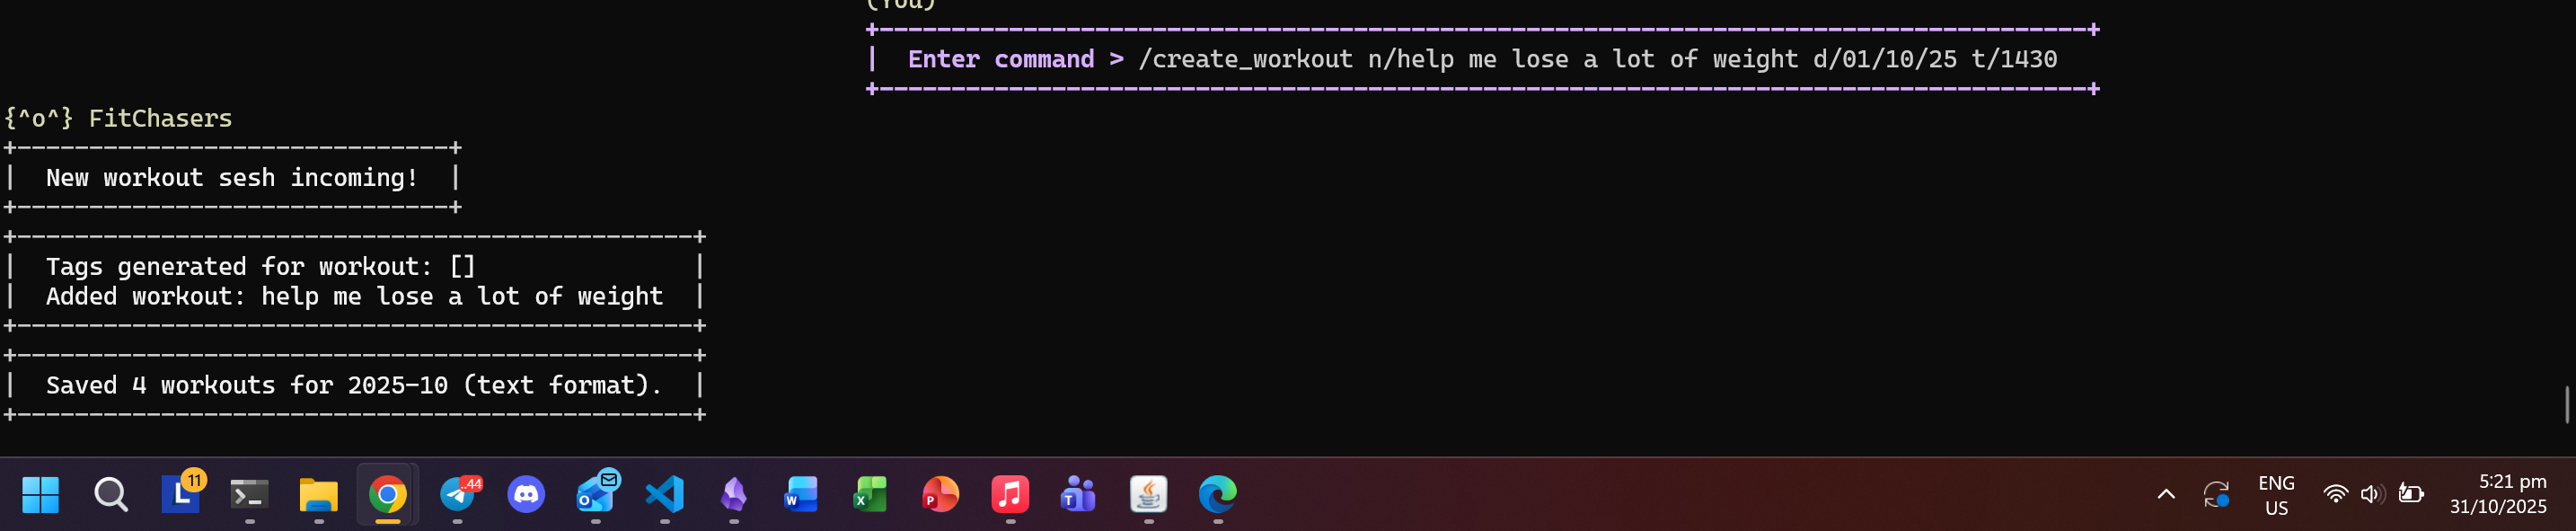 (You)
Enter command > /create_workout n/help me lose a lot of weight d/01/10/25 t/1430
{^o^} FitChasers
New workout sesh incoming!
Tags generated for workout: []
Added workout: help me lose a lot of weight
Saved 4 workouts for 2025-10 (text format).
11
..44
ENG
US
5:21 pm
31/10/2025